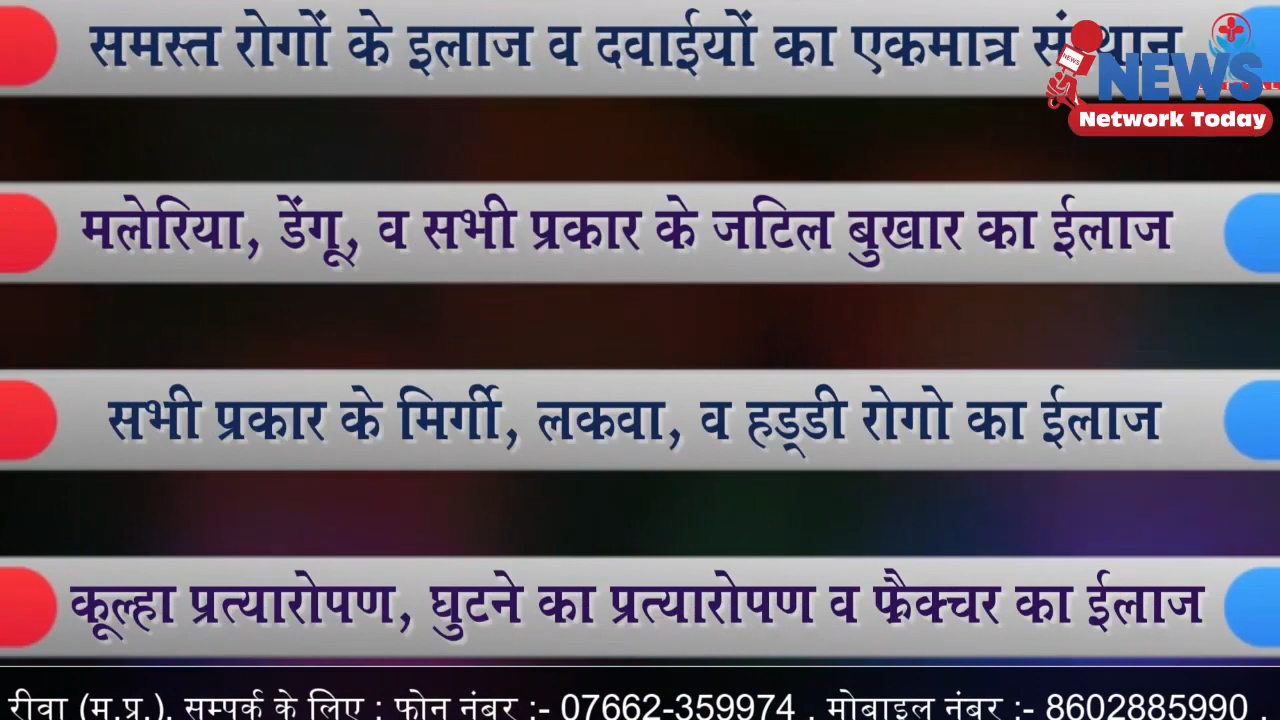 समस्त रोगों के इलाज व दवाईयों का एकमात्र संस्थान
NEWS
NEWS
Network Today
मलेरिया, डेंगू, व सभी प्रकार के जटिल बुखार का ईलाज
सभी प्रकार के मिर्गी, लकवा, व हड्डी रोगो का ईलाज
कूल्हा प्रत्यारोपण, घुटने का प्रत्यारोपण व फ्रैक्चर का ईलाज
रीवा (म.प्र.). सम्पर्क के लिए : फोन नंबर :- 07662-359974 , मोबाइल नंबर :- 8602885990 ,